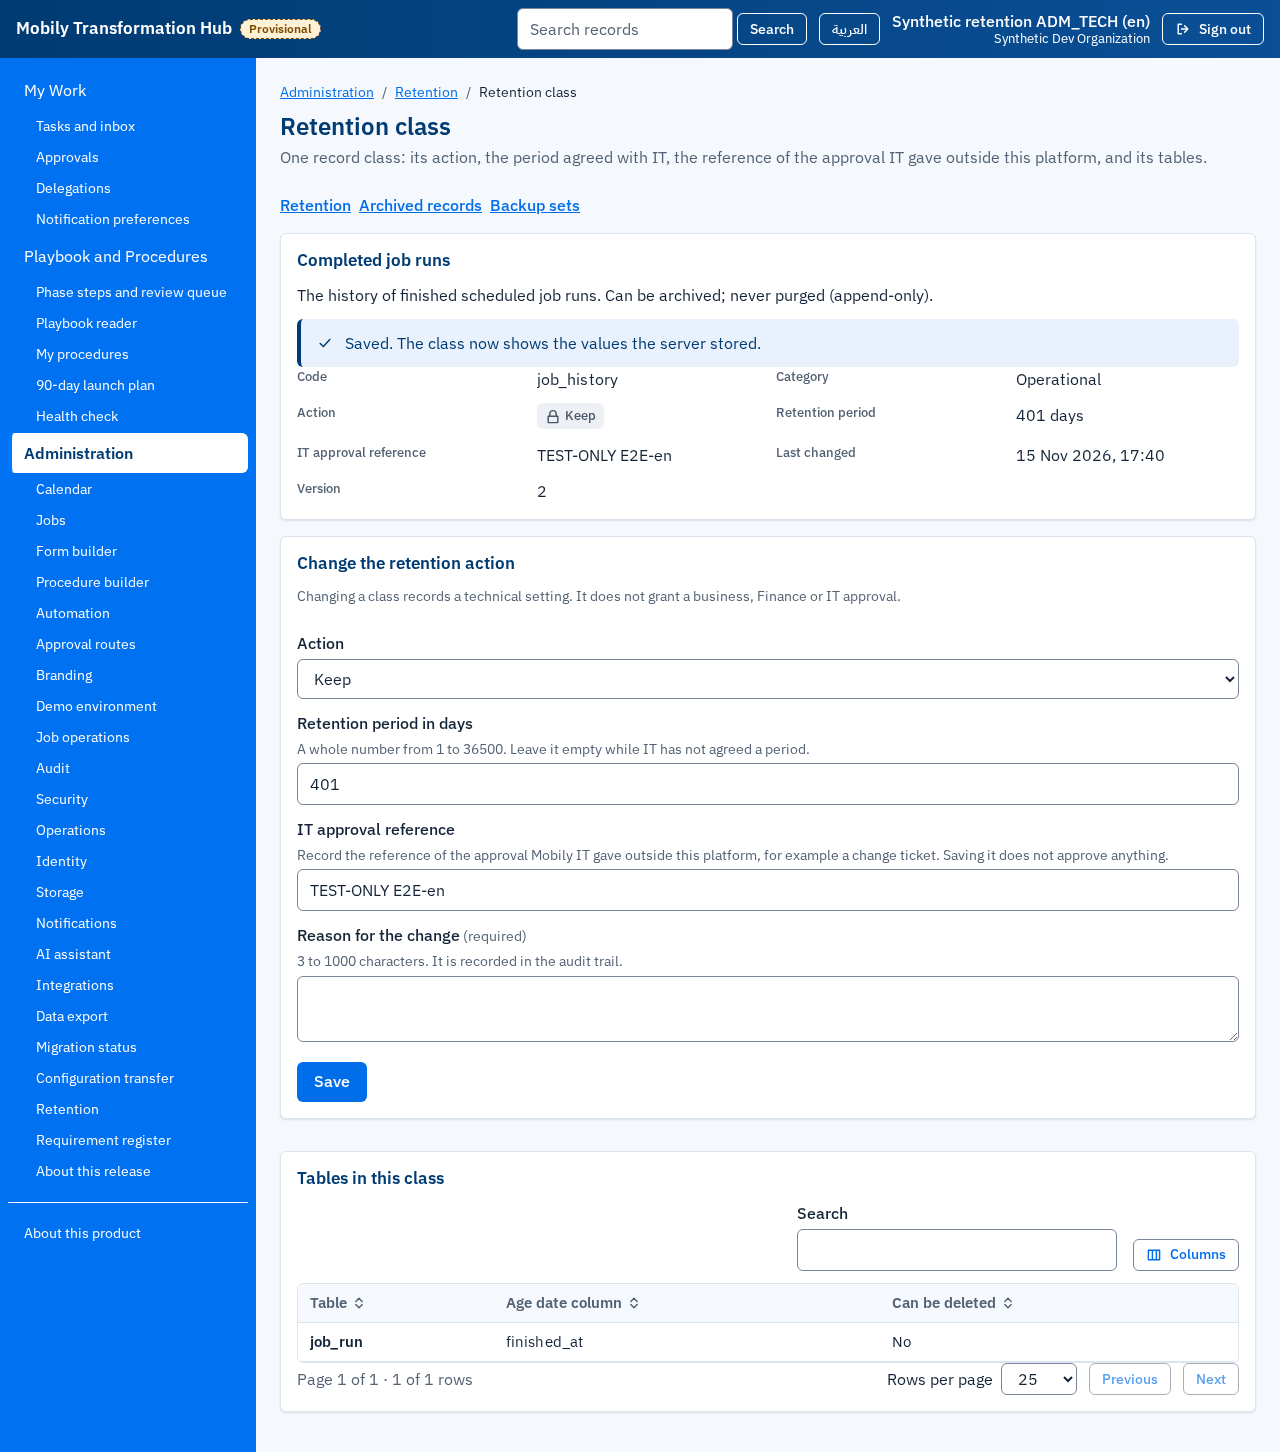 Mobily Transformation Hub Provisional Search records Search العربية Synthetic retention ADM_TECH (en) Sign out
Synthetic Dev Organization
My Work
Tasks and inbox
Approvals
Delegations
Notification preferences
Playbook and Procedures
Phase steps and review queue
Playbook reader
My procedures
90-day launch plan
Health check
Administration
Calendar
Jobs
Form builder
Procedure builder
Automation
Approval routes
Branding
Demo environment
Job operations
Audit
Security
Operations
Identity
Storage
Notifications
AI assistant
Integrations
Data export
Migration status
Configuration transfer
Retention
Requirement register
About this release
About this product
Administration / Retention / Retention class
Retention class
One record class: its action, the period agreed with IT, the reference of the approval IT gave outside this platform, and its tables.
Retention Archived records Backup sets
Completed job runs
The history of finished scheduled job runs. Can be archived; never purged (append-only).
Saved. The class now shows the values the server stored.
Code job_history Category Operational
Action Keep Retention period 401 days
IT approval reference TEST-ONLY E2E-en Last changed 15 Nov 2026, 17:40
Version 2
Change the retention action
Changing a class records a technical setting. It does not grant a business, Finance or IT approval.
Action
Keep
Retention period in days
A whole number from 1 to 36500. Leave it empty while IT has not agreed a period.
401
IT approval reference
Record the reference of the approval Mobily IT gave outside this platform, for example a change ticket. Saving it does not approve anything.
TEST-ONLY E2E-en
Reason for the change (required)
3 to 1000 characters. It is recorded in the audit trail.
Save
Tables in this class
Search
Columns
Table Age date column Can be deleted
job_run finished_at No
Page 1 of 1 · 1 of 1 rows Rows per page 25 Previous Next